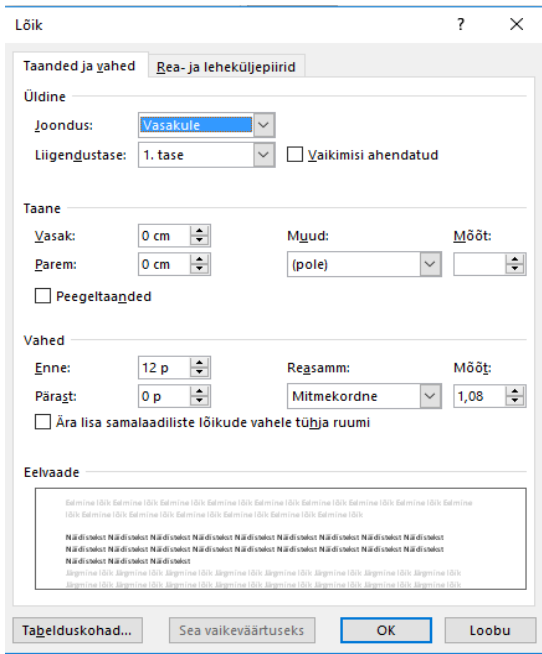 Lõik ? ×
Taanded ja vahed Rea- ja leheküljepiirid
Üldine
Joondus: Vasakule
Liigendustase: 1. tase Vaikimisi ahendatud
Taane
Vasak: 0 cm Muud: Mõõt:
Parem: 0 cm (pole)
Peegeltaanded
Vahed
Enne: 12 p Reasamm: Mõõt:
Pärast: 0 p Mitmekordne 1,08
Ära lisa samalaadiliste lõikude vahele tühja ruumi
Eelvaade
Eelmine lõik Eelmine lõik Eelmine lõik Eelmine lõik Eelmine lõik Eelmine lõik Eelmine lõik Eelmine lõik Eelmine
lõik Eelmine lõik Eelmine lõik Eelmine lõik Eelmine lõik Eelmine lõik
Näidistekst Näidistekst Näidistekst Näidistekst Näidistekst Näidistekst Näidistekst Näidistekst Näidistekst
Näidistekst Näidistekst Näidistekst Näidistekst Näidistekst Näidistekst Näidistekst Näidistekst Näidistekst
Näidistekst Näidistekst Näidistekst
Järgmine lõik Järgmine lõik Järgmine lõik Järgmine lõik Järgmine lõik Järgmine lõik Järgmine lõik Järgmine lõik
Järgmine lõik Järgmine lõik Järgmine lõik Järgmine lõik Järgmine lõik Järgmine lõik Järgmine lõik Järgmine lõik
Tabelduskohad... Sea vaikeväärtuseks OK Loobu